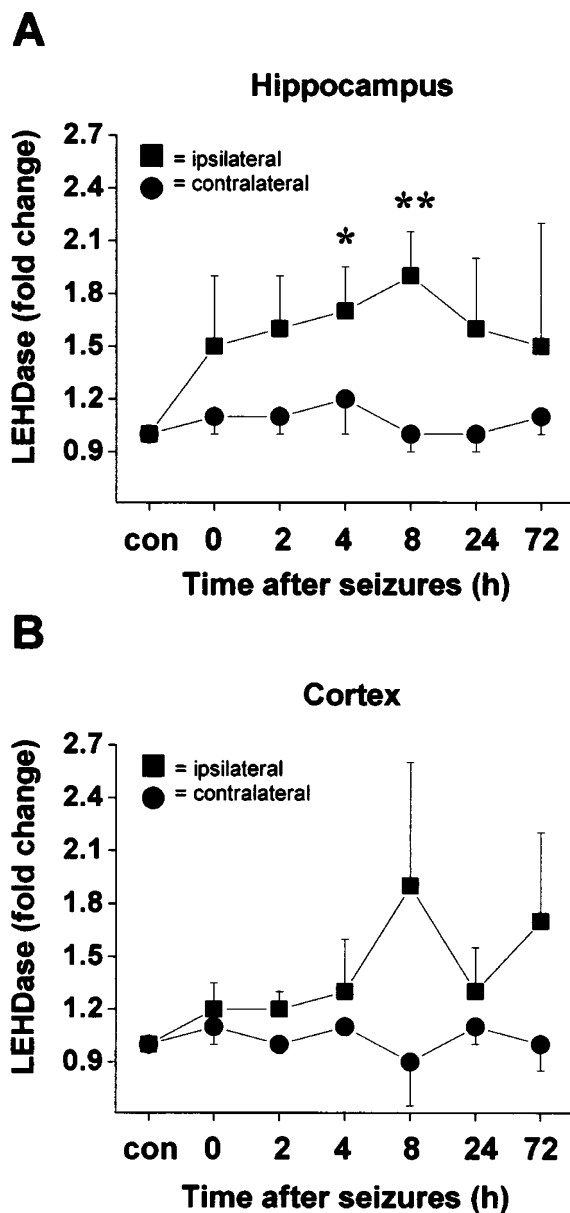 A
Hippocampus
LEHDase (fold change)
2.7
2.4
2.1
1.8
1.5
1.2
0.9
= ipsilateral
= contralateral
*
**
con 0 2 4 8 24 72
Time after seizures (h)
B
Cortex
LEHDase (fold change)
2.7
2.4
2.1
1.8
1.5
1.2
0.9
= ipsilateral
= contralateral
con 0 2 4 8 24 72
Time after seizures (h)